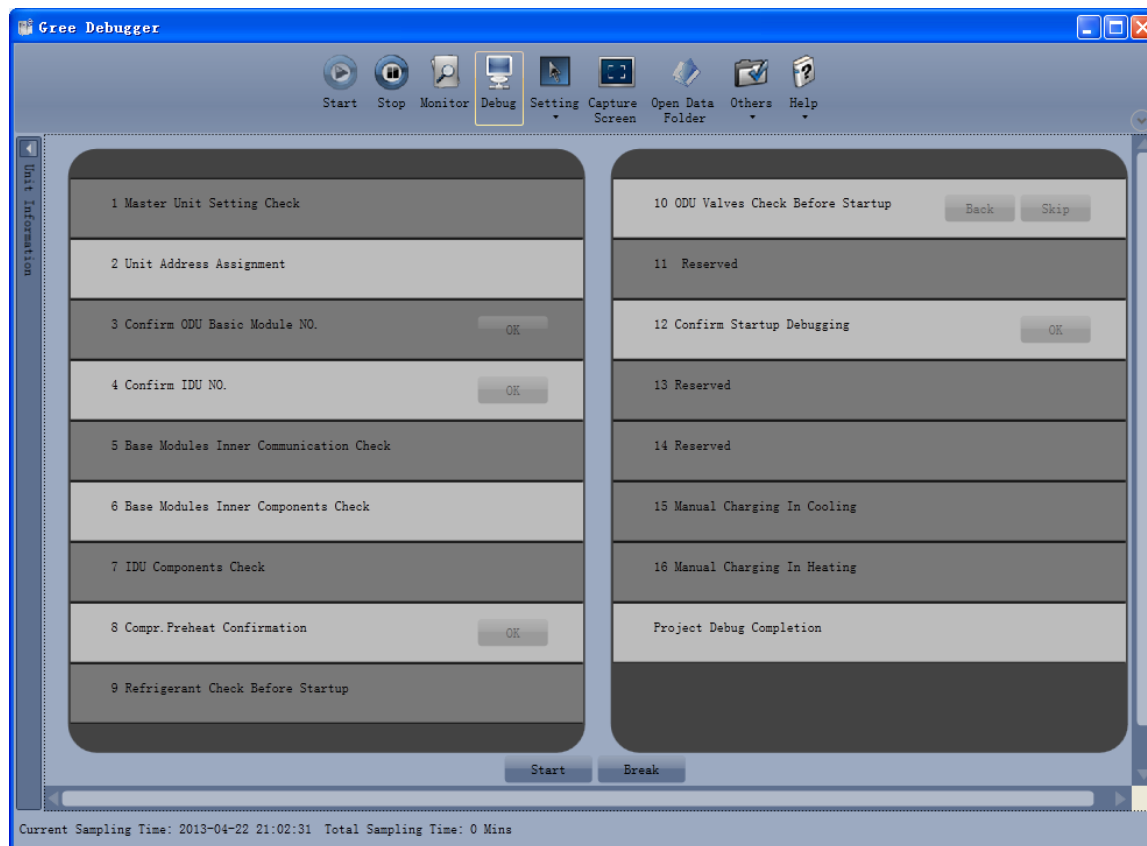 Gree Debugger
Start Stop Monitor Debug Setting Capture Screen Open Data Folder Others Help
Unit Information
1 Master Unit Setting Check
2 Unit Address Assignment
3 Confirm ODU Basic Module NO. OK
4 Confirm IDU NO. OK
5 Base Modules Inner Communication Check
6 Base Modules Inner Components Check
7 IDU Components Check
8 Compr.Preheat Confirmation OK
9 Refrigerant Check Before Startup
10 ODU Valves Check Before Startup Back Skip
11 Reserved
12 Confirm Startup Debugging OK
13 Reserved
14 Reserved
15 Manual Charging In Cooling
16 Manual Charging In Heating
Project Debug Completion
Start Break
Current Sampling Time: 2013-04-22 21:02:31 Total Sampling Time: 0 Mins